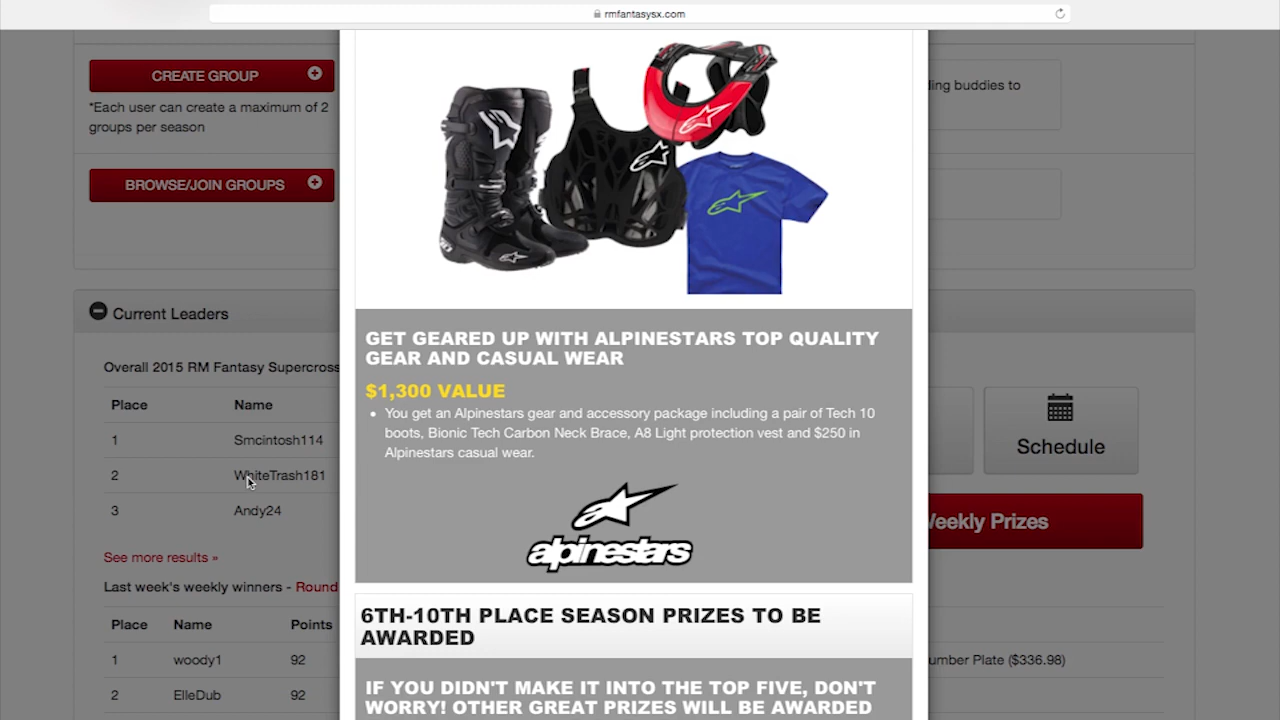 rmfantasysx.com
CREATE GROUP
*Each user can create a maximum of 2
groups per season
BROWSE/JOIN GROUPS
Current Leaders
Overall 2015 RM Fantasy Supercross
Place Name
1 Smcintosh114
2 WhiteTrash181
3 Andy24
See more results »
Last week's weekly winners - Round
Place Name Points
1 woody1 92
2 ElleDub 92
GET GEARED UP WITH ALPINESTARS TOP QUALITY
GEAR AND CASUAL WEAR
$1,300 VALUE
• You get an Alpinestars gear and accessory package including a pair of Tech 10
boots, Bionic Tech Carbon Neck Brace, A8 Light protection vest and $250 in
Alpinestars casual wear.
alpinestars
6TH-10TH PLACE SEASON PRIZES TO BE
AWARDED
IF YOU DIDN'T MAKE IT INTO THE TOP FIVE, DON'T
WORRY! OTHER GREAT PRIZES WILL BE AWARDED
buddies to
Schedule
Weekly Prizes
Plate ($336.98)